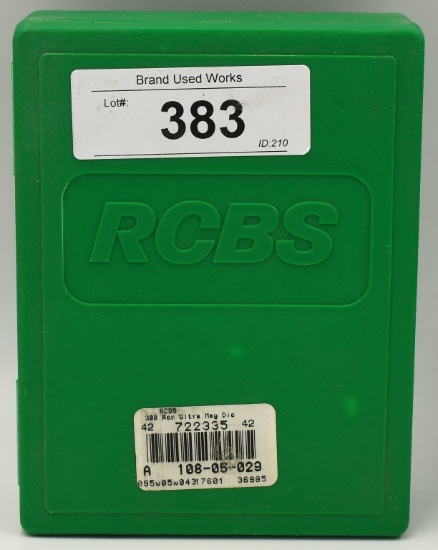 Brand Used Works
Lot#:
383
ID.210
RCBS
RCBS
300 Rem Ultra Mag Die
42 722335 42
A 108-05-029
095w05w04317601 36985